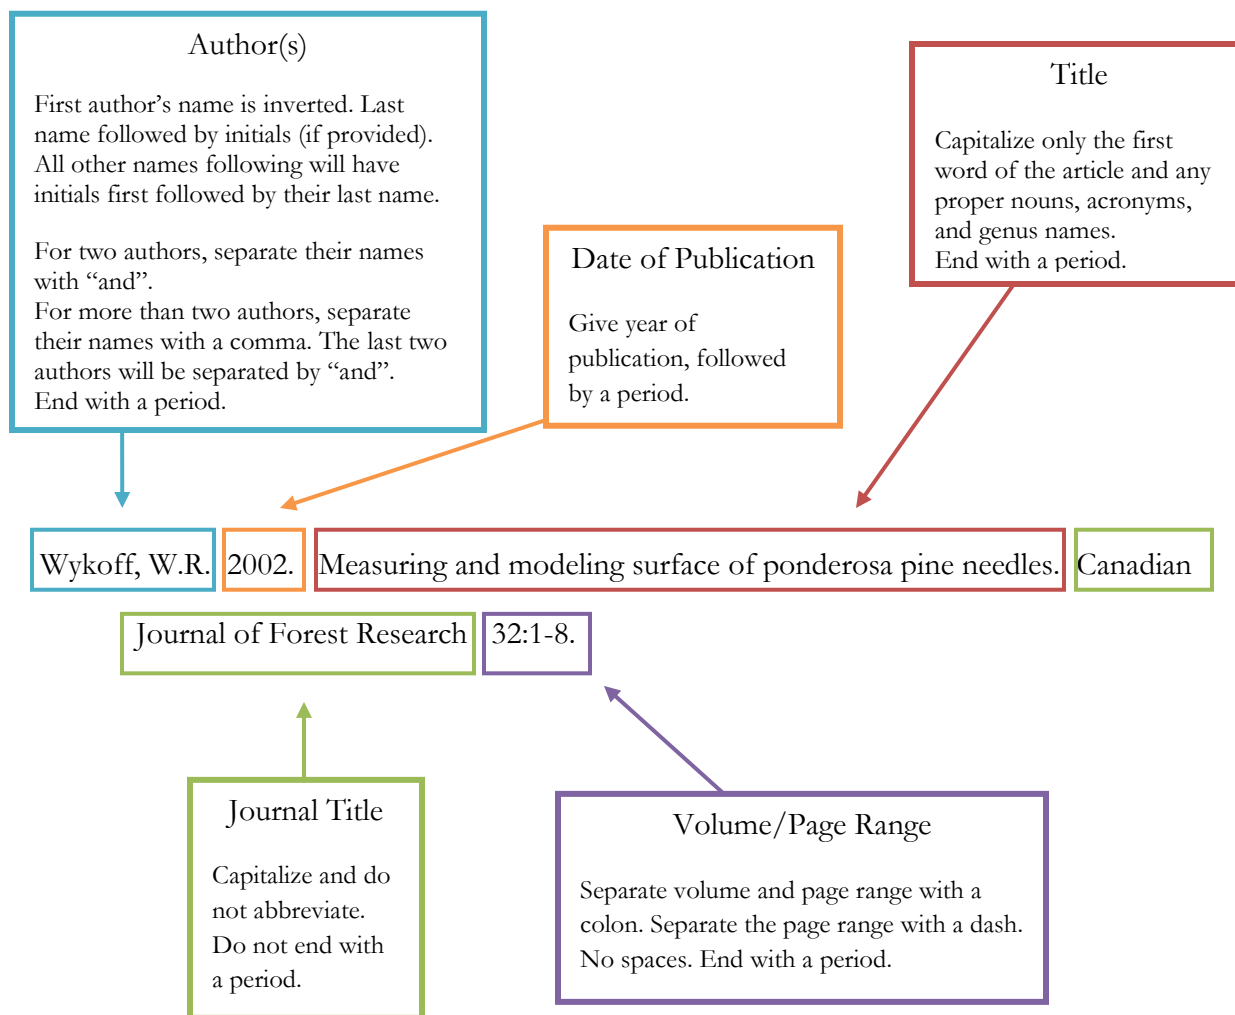 Author(s)
First author’s name is inverted. Last
name followed by initials (if provided).
All other names following will have
initials first followed by their last name.
For two authors, separate their names
with “and”.
For more than two authors, separate
their names with a comma. The last two
authors will be separated by “and”.
End with a period.
Date of Publication
Give year of
publication, followed
by a period.
Title
Capitalize only the first
word of the article and any
proper nouns, acronyms,
and genus names.
End with a period.
Wykoff, W.R. 2002. Measuring and modeling surface of ponderosa pine needles. Canadian
Journal of Forest Research 32:1-8.
Journal Title
Capitalize and do
not abbreviate.
Do not end with
a period.
Volume/Page Range
Separate volume and page range with a
colon. Separate the page range with a dash.
No spaces. End with a period.